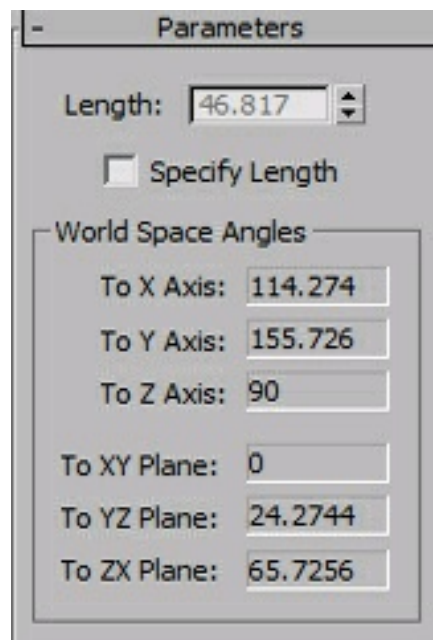 - Parameters
Length: 46.817
Specify Length
World Space Angles
To X Axis: 114.274
To Y Axis: 155.726
To Z Axis: 90
To XY Plane: 0
To YZ Plane: 24.2744
To ZX Plane: 65.7256